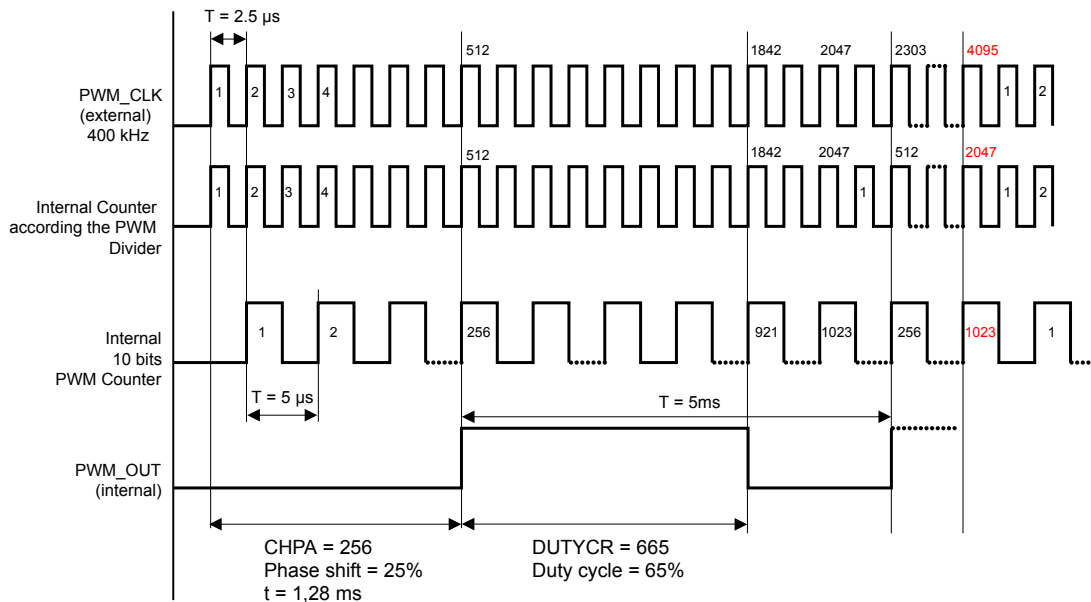 T = 2.5 µs
512
1842
2047
2303
4095
PWM_CLK
(external)
400 kHz
1
2
3
4
1
2
512
1842
2047
512
2047
Internal Counter
according the PWM
Divider
1
2
3
4
1
1
2
Internal
10 bits
PWM Counter
1
2
256
921
1023
256
1023
1
T = 5 µs
T = 5ms
PWM_OUT
(internal)
CHPA = 256
Phase shift = 25%
t = 1,28 ms
DUTYCR = 665
Duty cycle = 65%